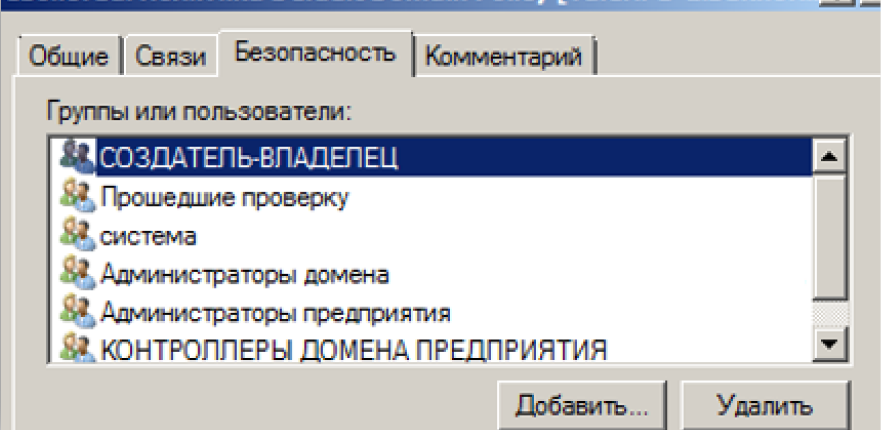 Общие Связи Безопасность Комментарий
Группы или пользователи:
СОЗДАТЕЛЬ-ВЛАДЕЛЕЦ
Прошедшие проверку
система
Администраторы домена
Администраторы предприятия
КОНТРОЛЛЕРЫ ДОМЕНА ПРЕДПРИЯТИЯ
Добавить... Удалить